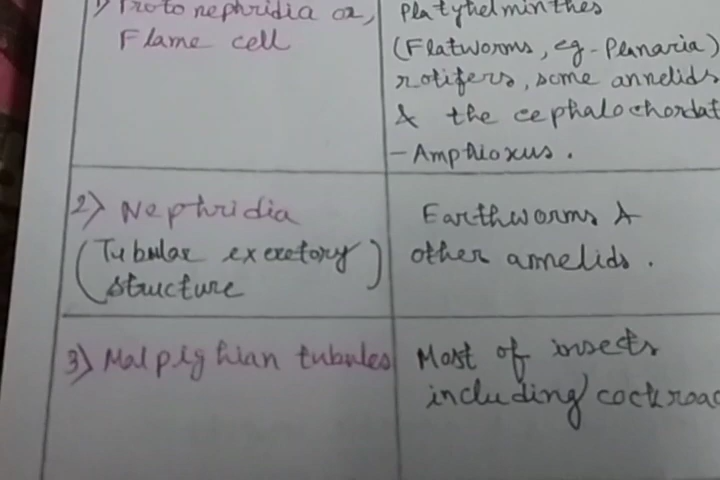 1) Protonephridia or,
Flame cell
Platyhelminthes
(Flatworms, eg - Planaria)
rotifers, some annelids
& the cephalochordat
- Amphioxus.
2) Nephridia
(Tubular excretory
structure)
Earthworms &
other annelids.
3) Malpighian tubules
Most of insects
including cockroac